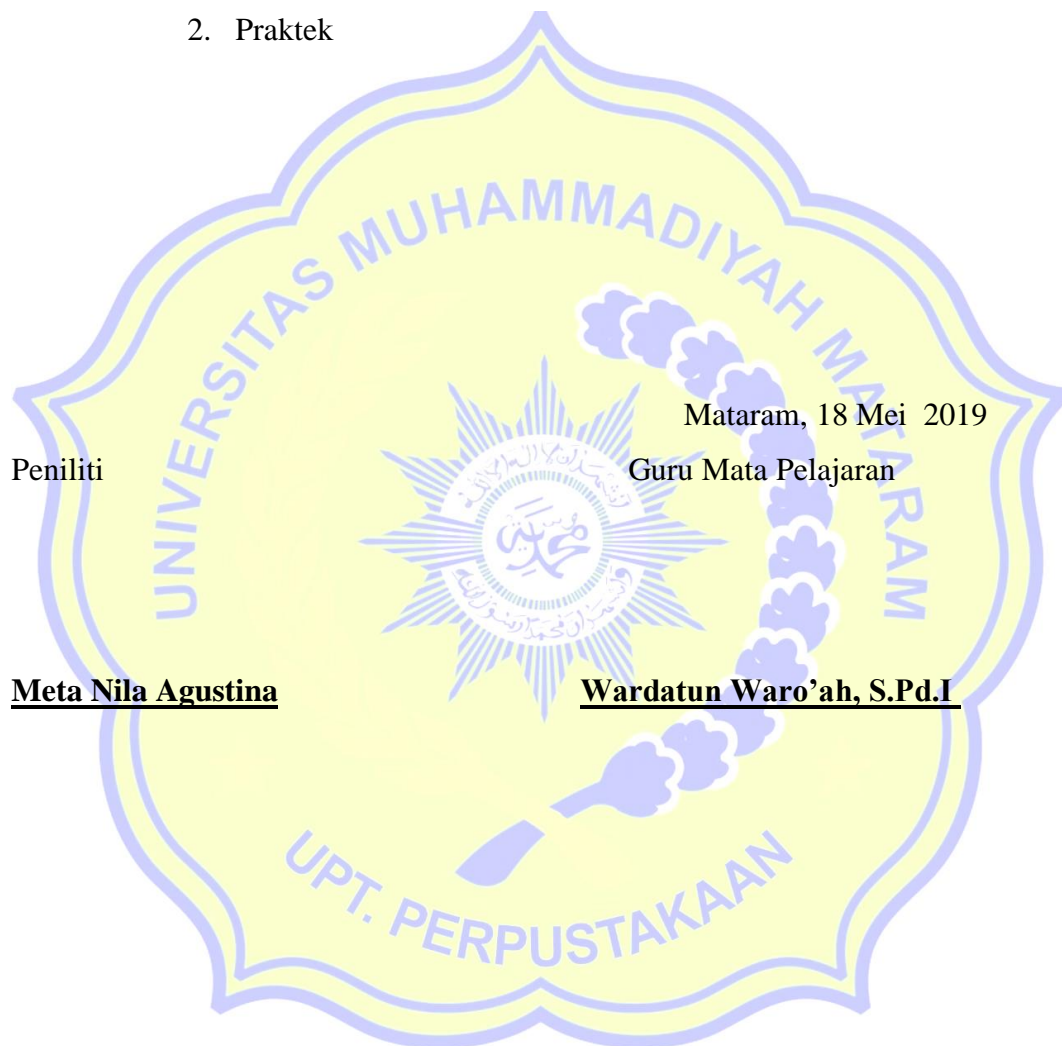 2. Praktek
UNIVERSITAS MUHAMMADIYAH MATARAM
Mataram, 18 Mei 2019
Peniliti Guru Mata Pelajaran
محمدية
Meta Nila Agustina Wardatun Waro’ah, S.Pd.I
UPT. PERPUSTAKAAN